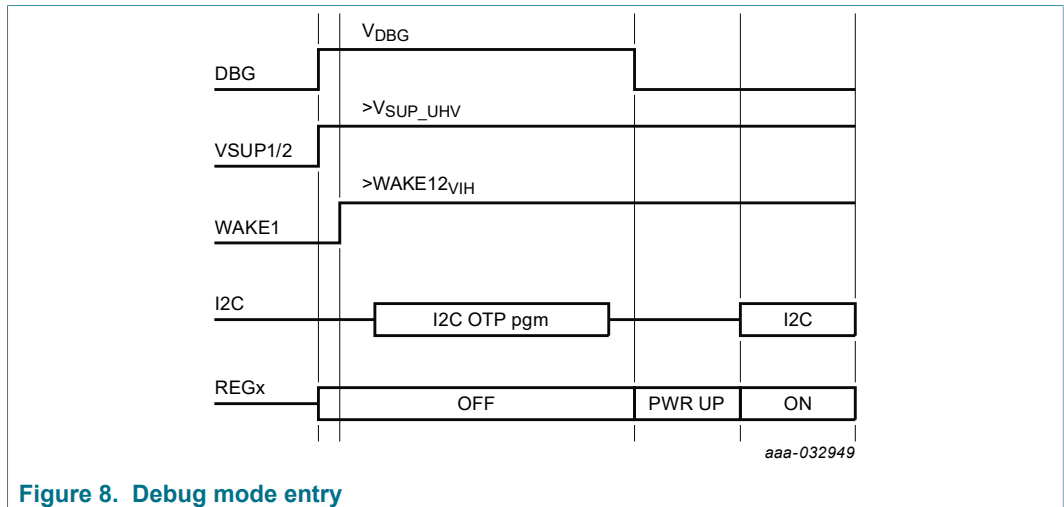 VDBG
DBG
>VSUP_UHV
VSUP1/2
>WAKE12VIH
WAKE1
I2C
I2C OTP pgm
I2C
REGx
OFF
PWR UP
ON
aaa-032949
Figure 8. Debug mode entry